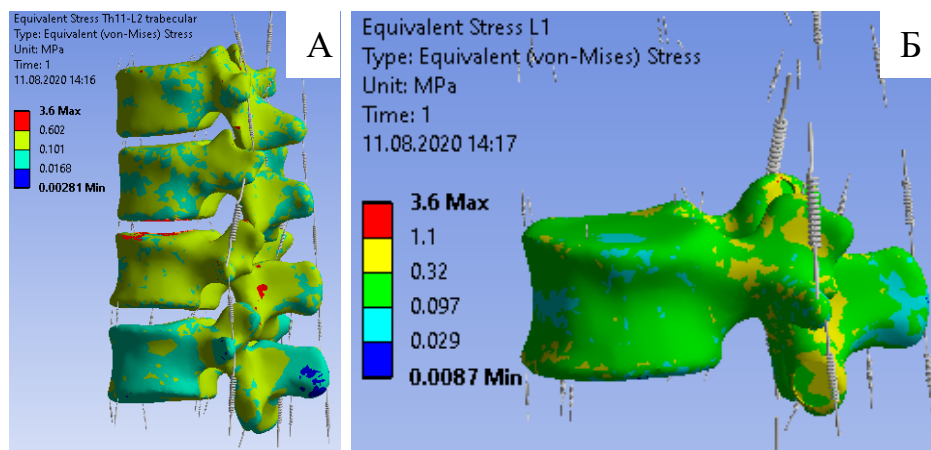 Equivalent Stress Th11-L2 trabecular
Type: Equivalent (von-Mises) Stress
Unit: MPa
Time: 1
11.08.2020 14:16
А
3.6 Max
0.602
0.101
0.0168
0.00281 Min
Equivalent Stress L1
Type: Equivalent (von-Mises) Stress
Unit: MPa
Time: 1
11.08.2020 14:17
Б
3.6 Max
1.1
0.32
0.097
0.029
0.0087 Min